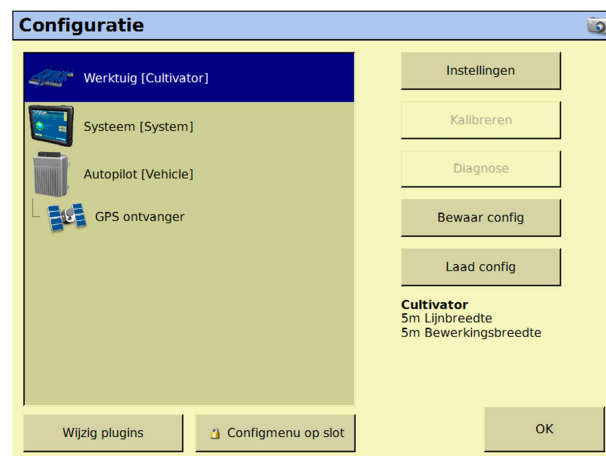 Configuratie
Werktuig [Cultivator]
Systeem [System]
Autopilot [Vehicle]
GPS ontvanger
Instellingen
Kalibreren
Diagnose
Bewaar config
Laad config
Cultivator
5m Lijnbreedte
5m Bewerkingsbreedte
Wijzig plugins
Configmenu op slot
OK